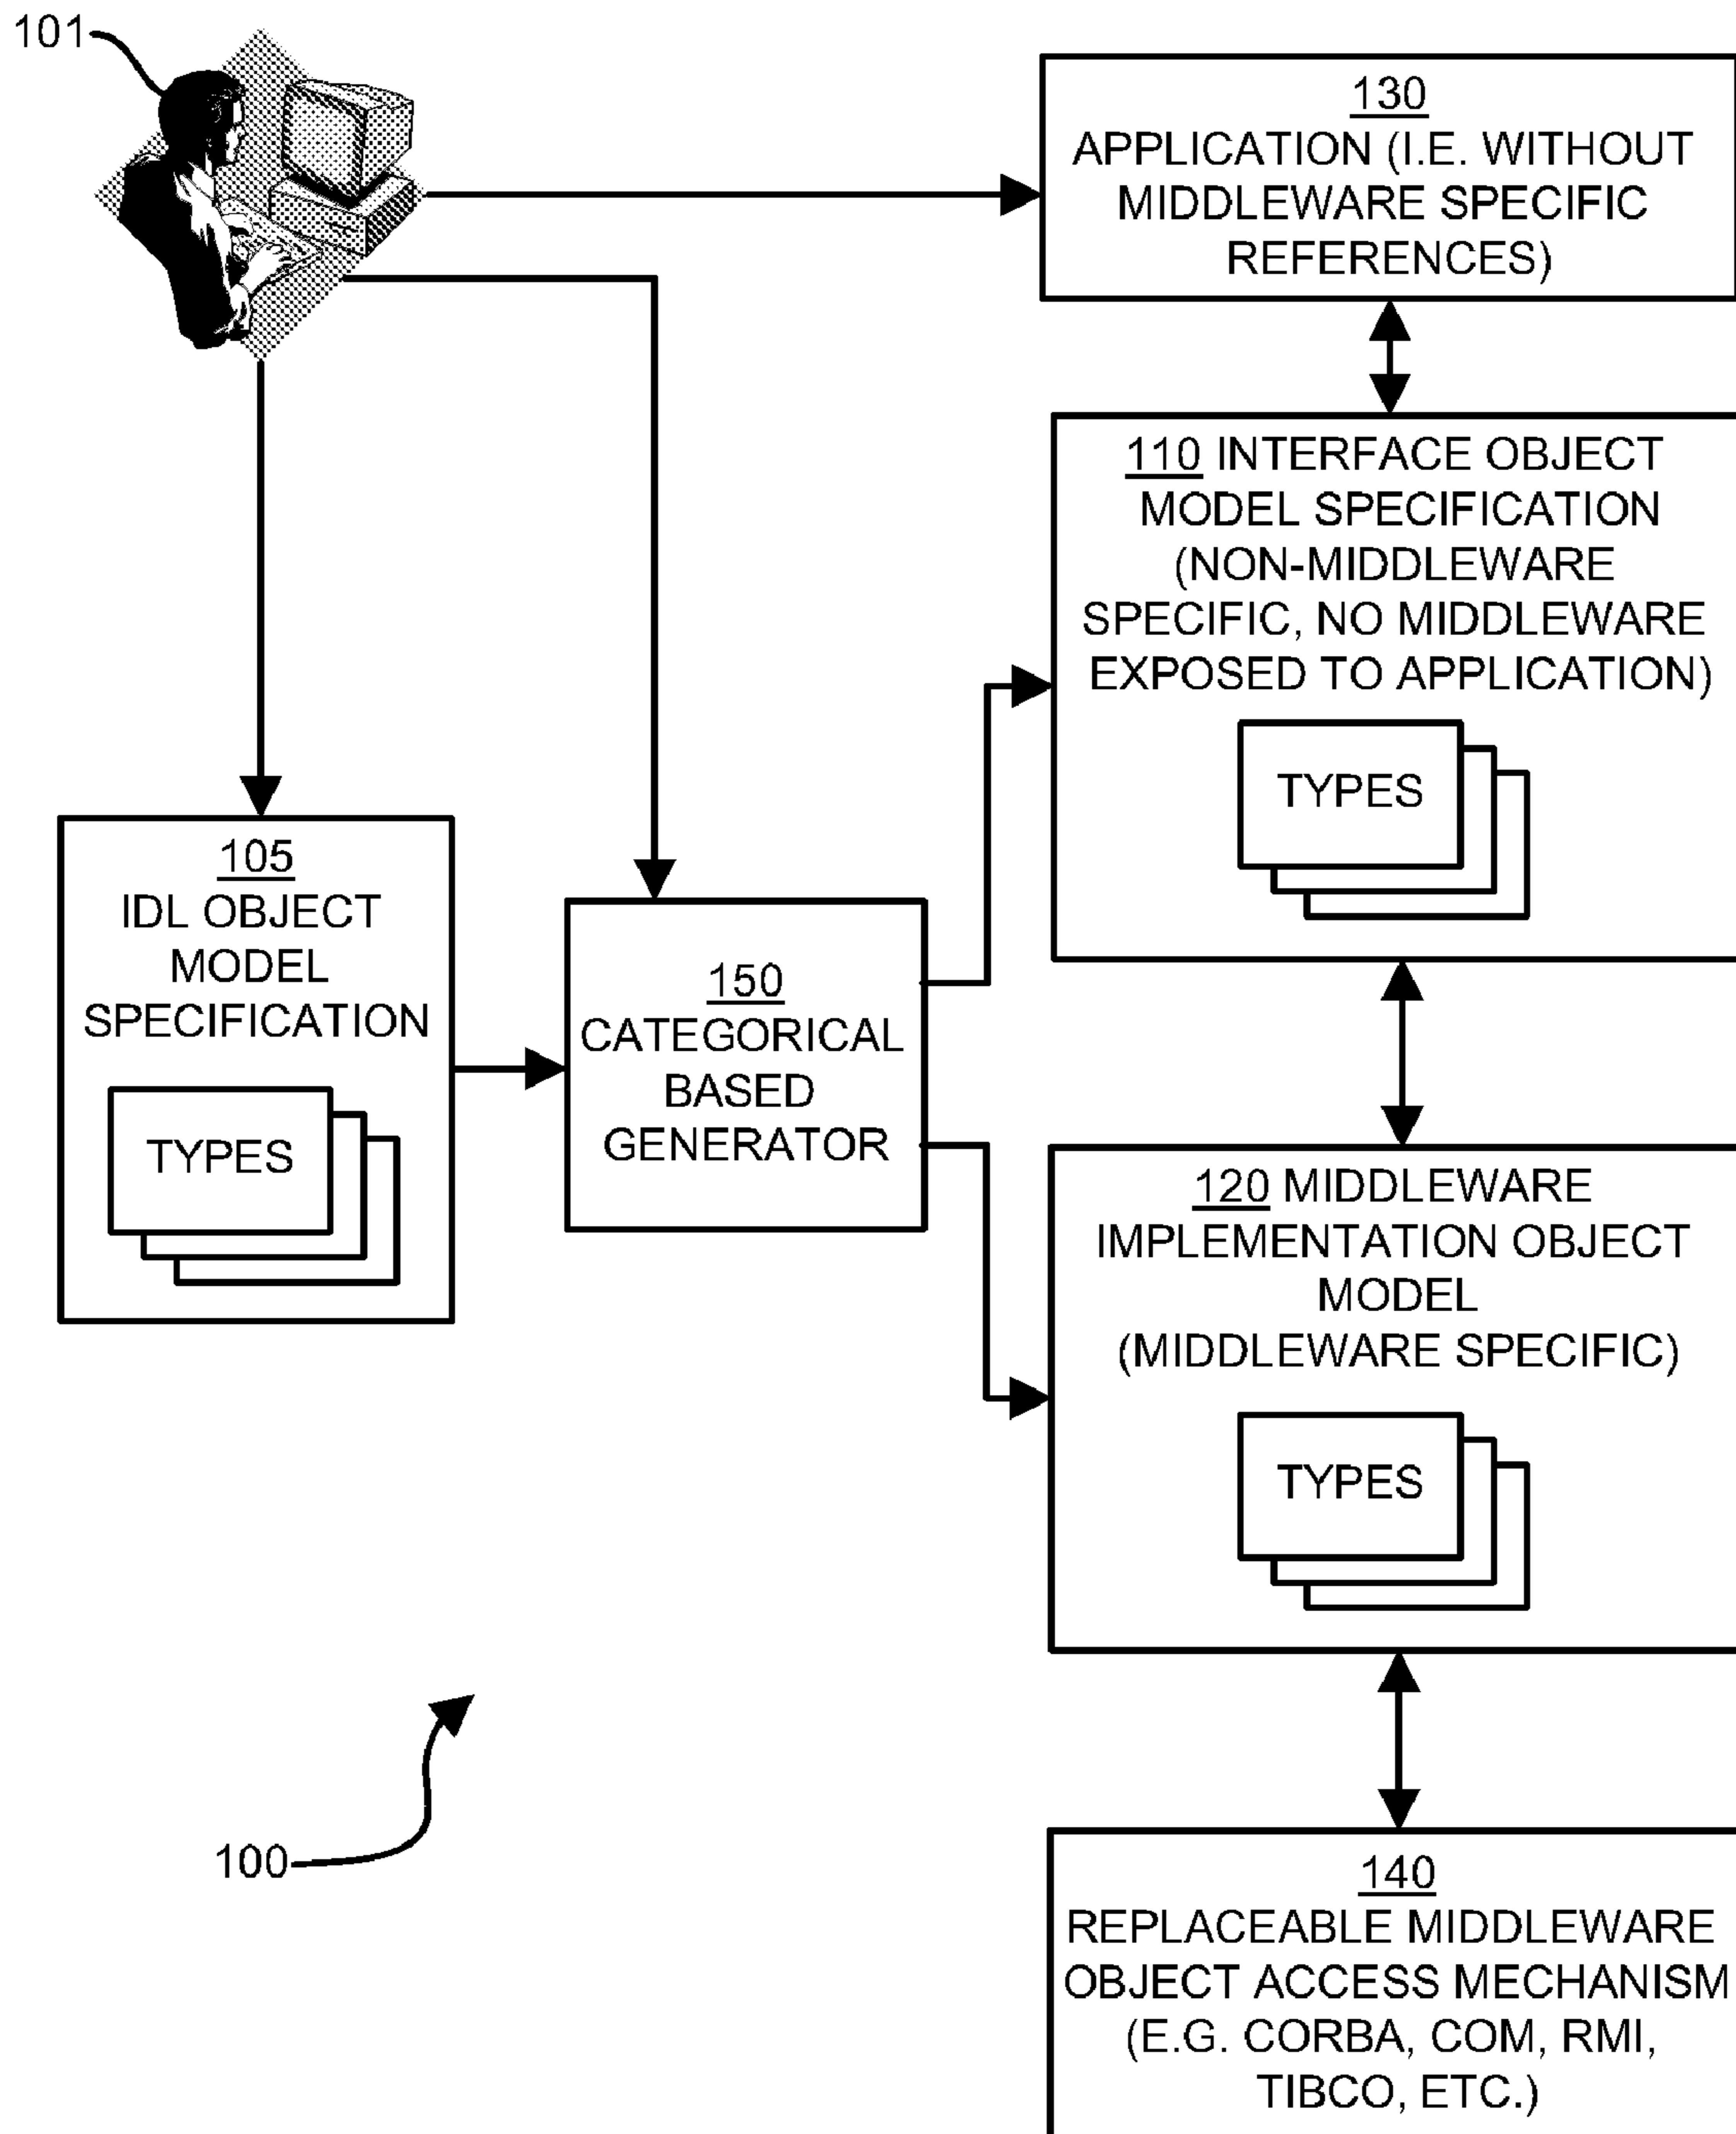 101
130
APPLICATION (I.E. WITHOUT
MIDDLEWARE SPECIFIC
REFERENCES)
110 INTERFACE OBJECT
MODEL SPECIFICATION
(NON-MIDDLEWARE
SPECIFIC, NO MIDDLEWARE
EXPOSED TO APPLICATION)
TYPES
105
IDL OBJECT
MODEL
SPECIFICATION
TYPES
150
CATEGORICAL
BASED
GENERATOR
120 MIDDLEWARE
IMPLEMENTATION OBJECT
MODEL
(MIDDLEWARE SPECIFIC)
TYPES
100
140
REPLACEABLE MIDDLEWARE
OBJECT ACCESS MECHANISM
(E.G. CORBA, COM, RMI,
TIBCO, ETC.)